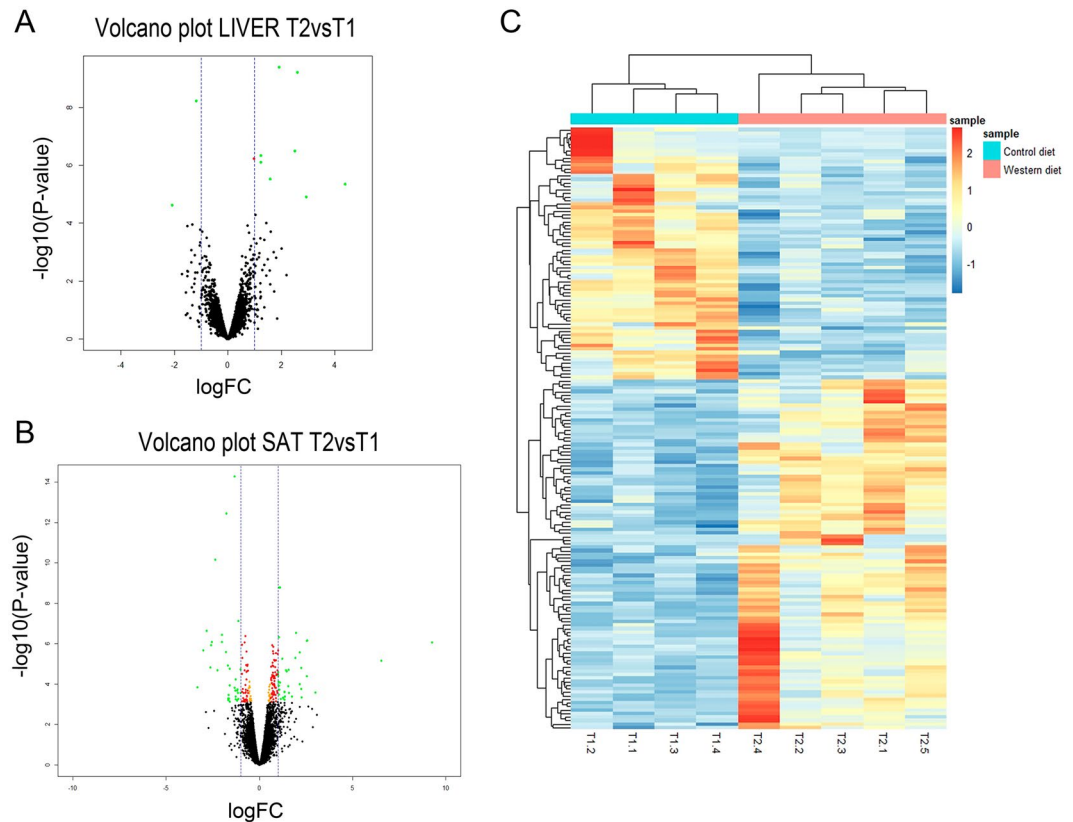 A
Volcano plot LIVER T2vsT1
-log10(P-value)
8
6
4
2
0
-4
-2
0
2
4
logFC
B
Volcano plot SAT T2vsT1
-log10(P-value)
14
12
10
8
6
4
2
0
-10
-5
0
5
10
logFC
C
sample
2
1
0
-1
sample
Control diet
Western diet
T1.2
T1.1
T1.3
T1.4
T2.4
T2.2
T2.3
T2.1
T2.5